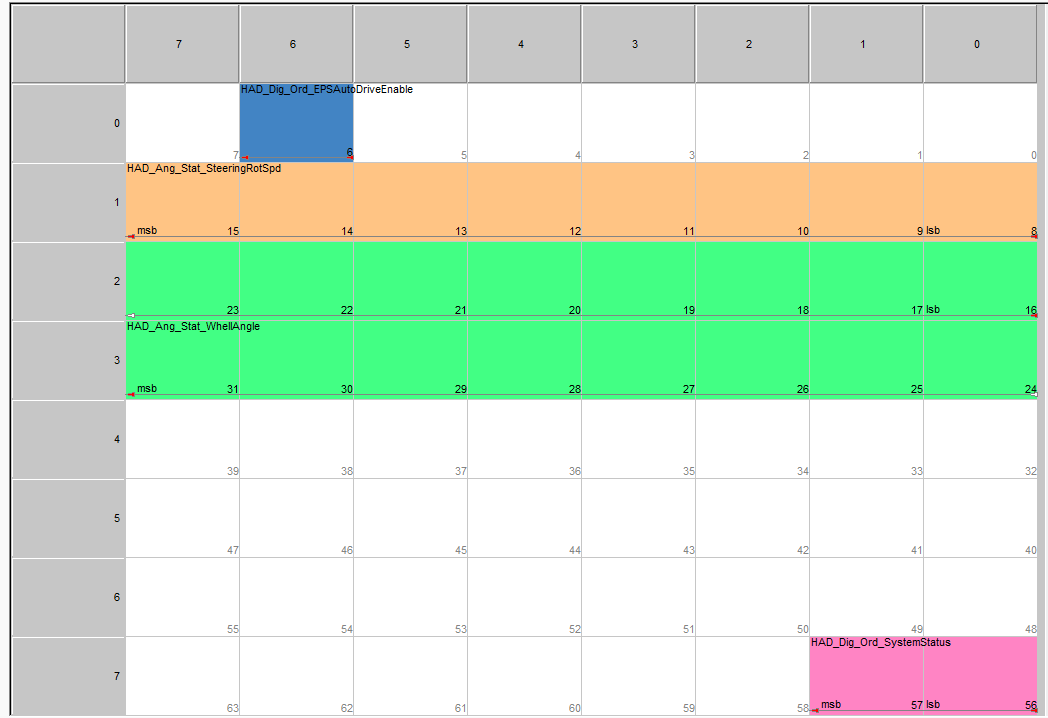 7 6 5 4 3 2 1 0
HAD_Dig_Ord_EPSAutoDriveEnable
0
7 6 5 4 3 2 1 0
HAD_Ang_Stat_SteeringRotSpd
1
msb 15 14 13 12 11 10 9 lsb 8
2
23 22 21 20 19 18 17 lsb 16
HAD_Ang_Stat_WhellAngle
3
msb 31 30 29 28 27 26 25 24
4
39 38 37 36 35 34 33 32
5
47 46 45 44 43 42 41 40
6
55 54 53 52 51 50 49 48
HAD_Dig_Ord_SystemStatus
7
63 62 61 60 59 58 msb 57 lsb 56